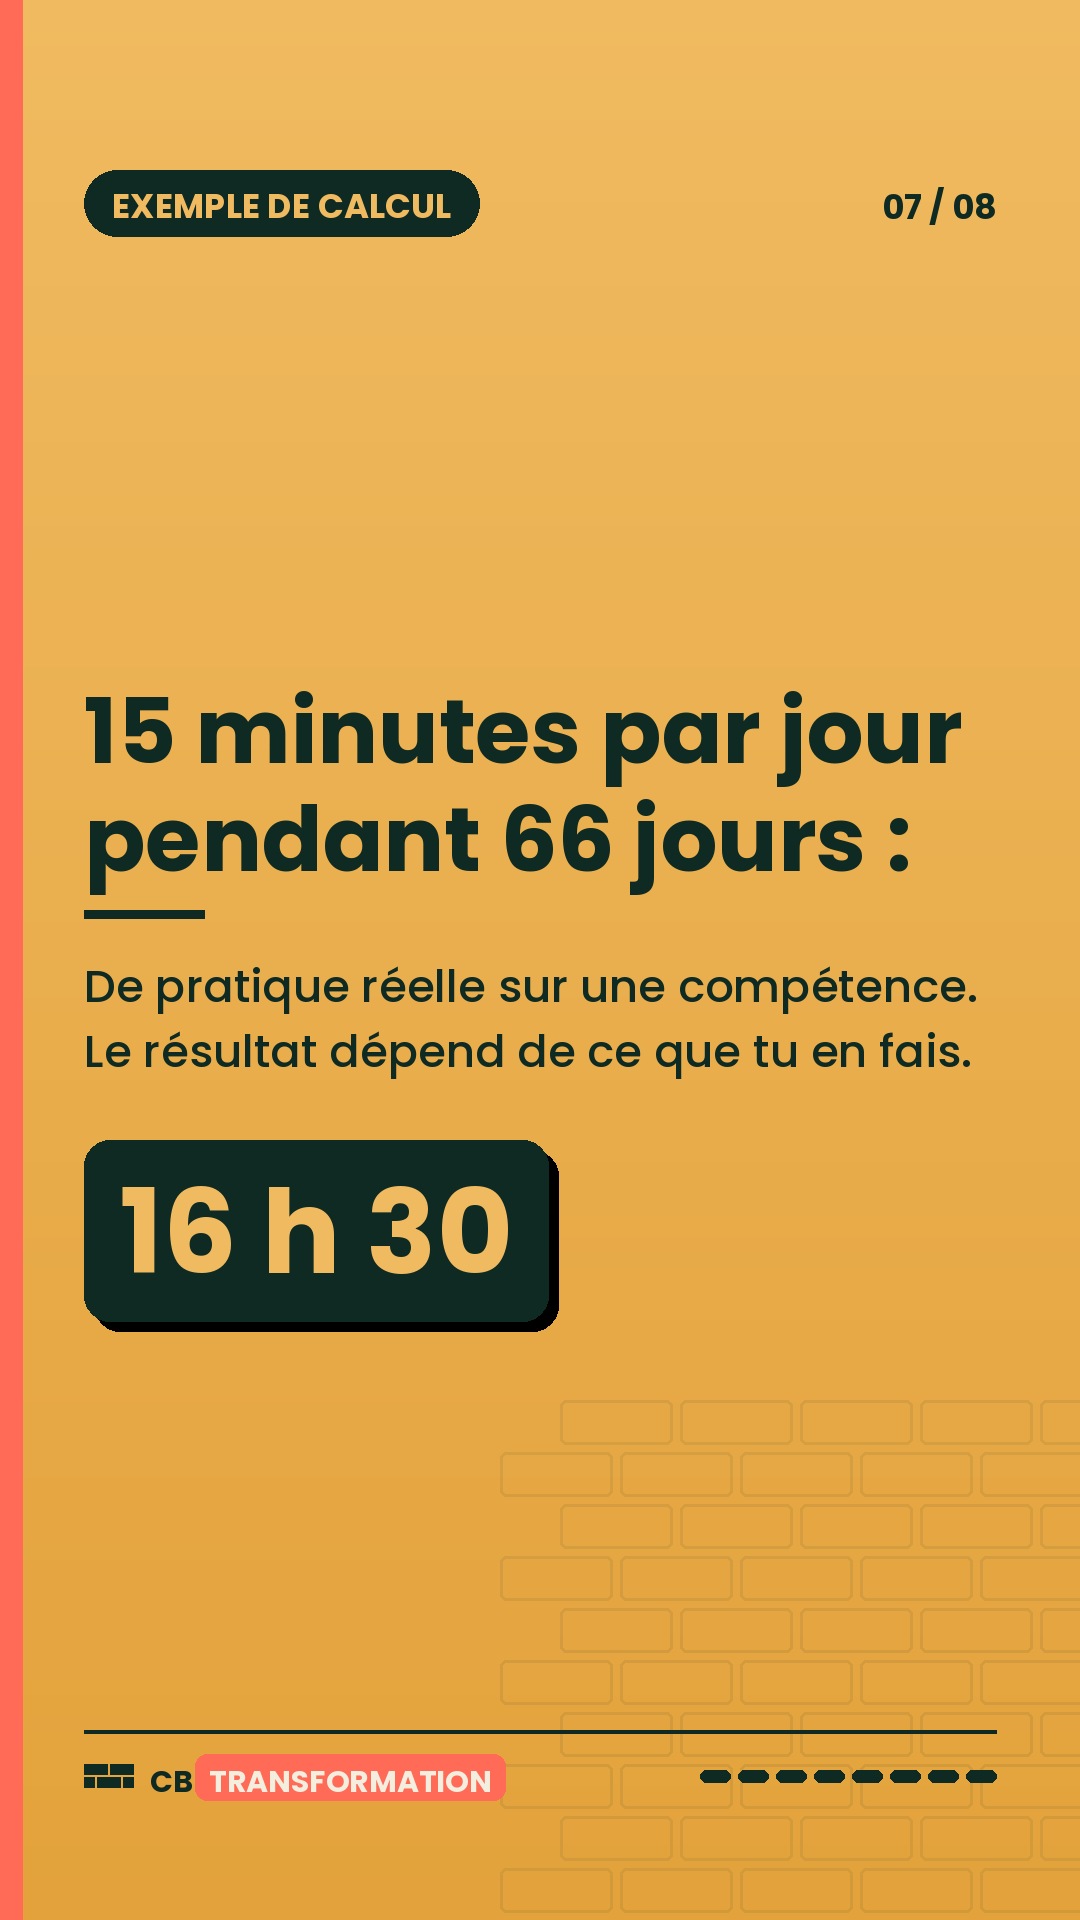 EXEMPLE DE CALCUL
07 / 08
15 minutes par jour
pendant 66 jours :
De pratique réelle sur une compétence.
Le résultat dépend de ce que tu en fais.
16 h 30
CB TRANSFORMATION